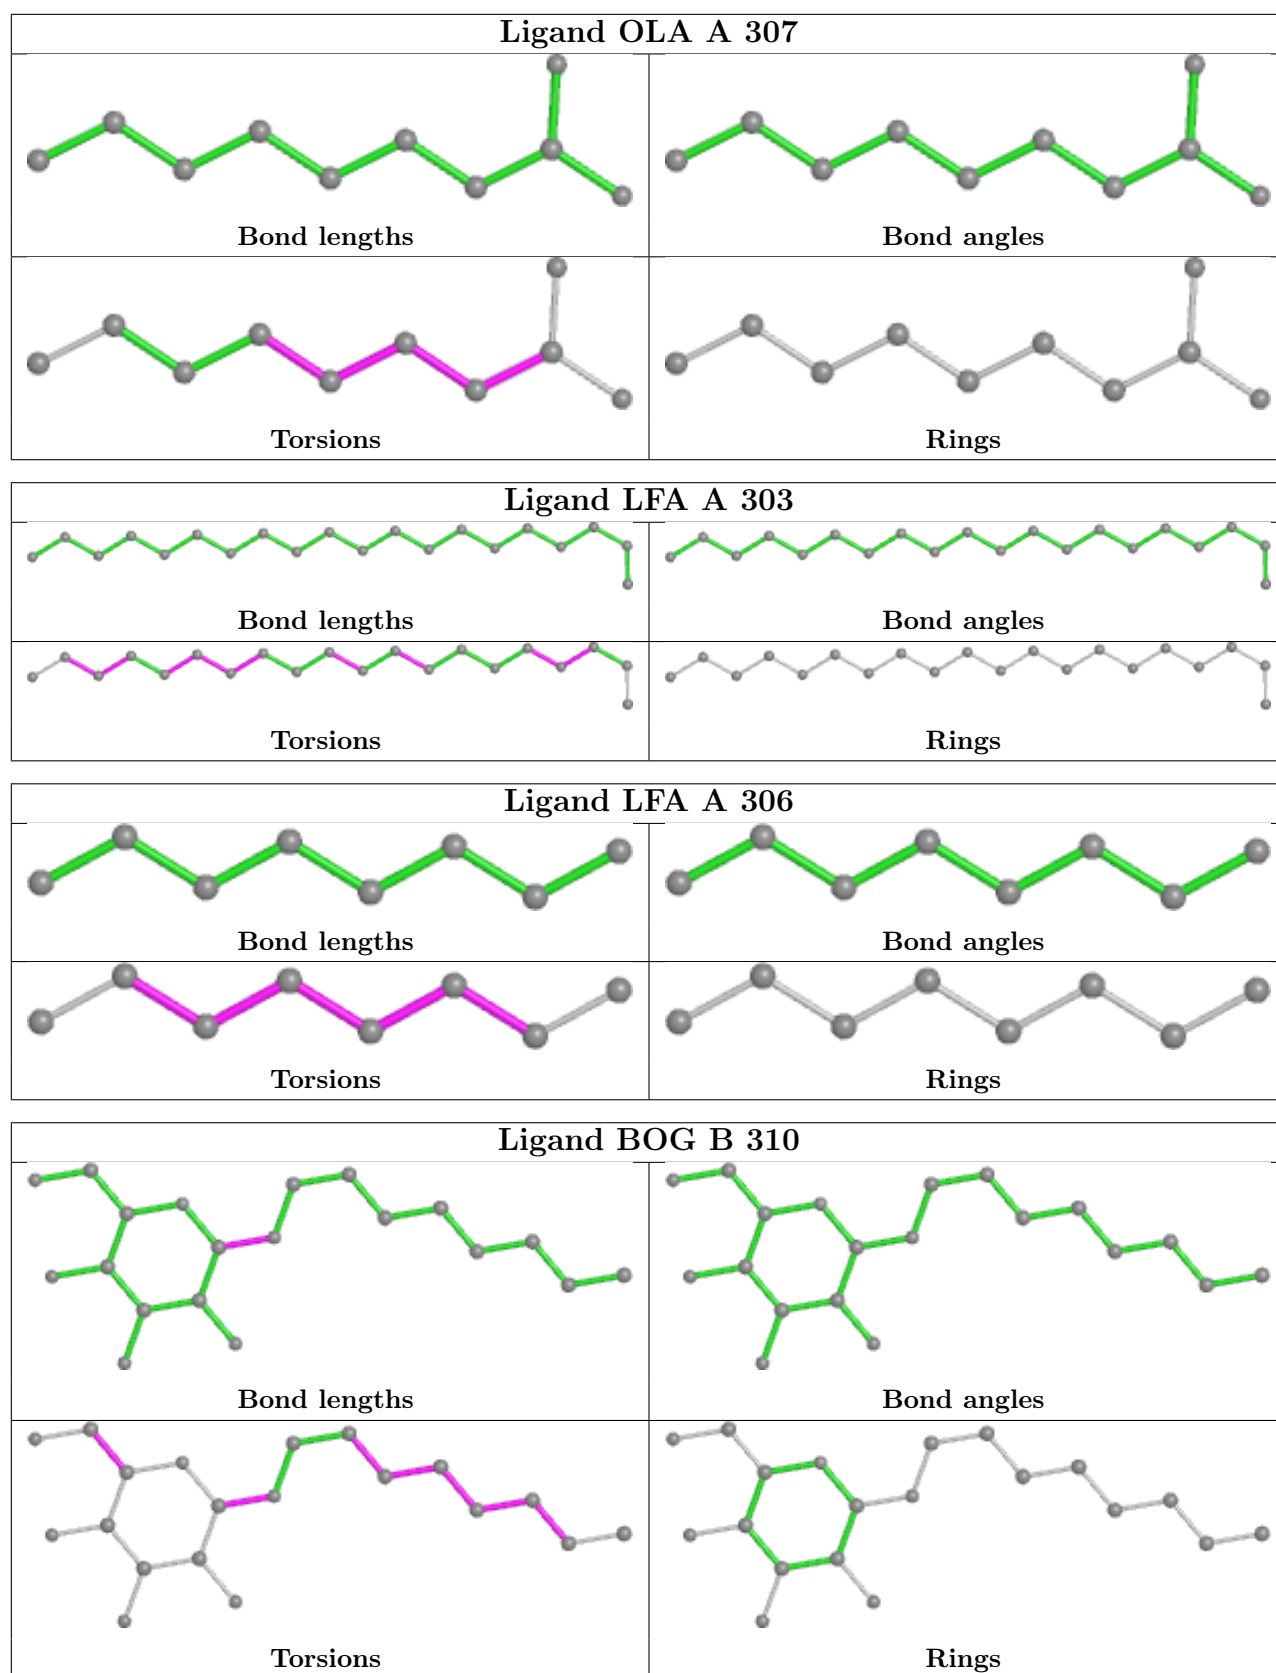 Ligand OLA A 307
Bond lengths
Bond angles
Torsions
Rings
Ligand LFA A 303
Bond lengths
Bond angles
Torsions
Rings
Ligand LFA A 306
Bond lengths
Bond angles
Torsions
Rings
Ligand BOG B 310
Bond lengths
Bond angles
Torsions
Rings